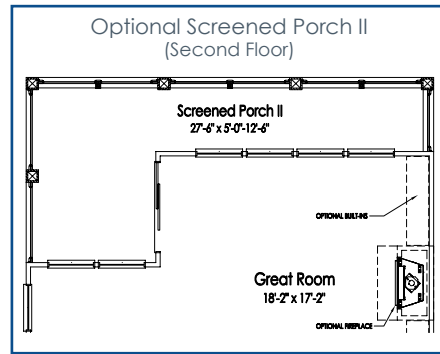 Optional Screened Porch II
(Second Floor)
Screened Porch II
27'-6" x 5'-0"-12'-6"
OPTIONAL BUILT-INS
Great Room
18'-2" x 17'-2"
OPTIONAL FIREPLACE